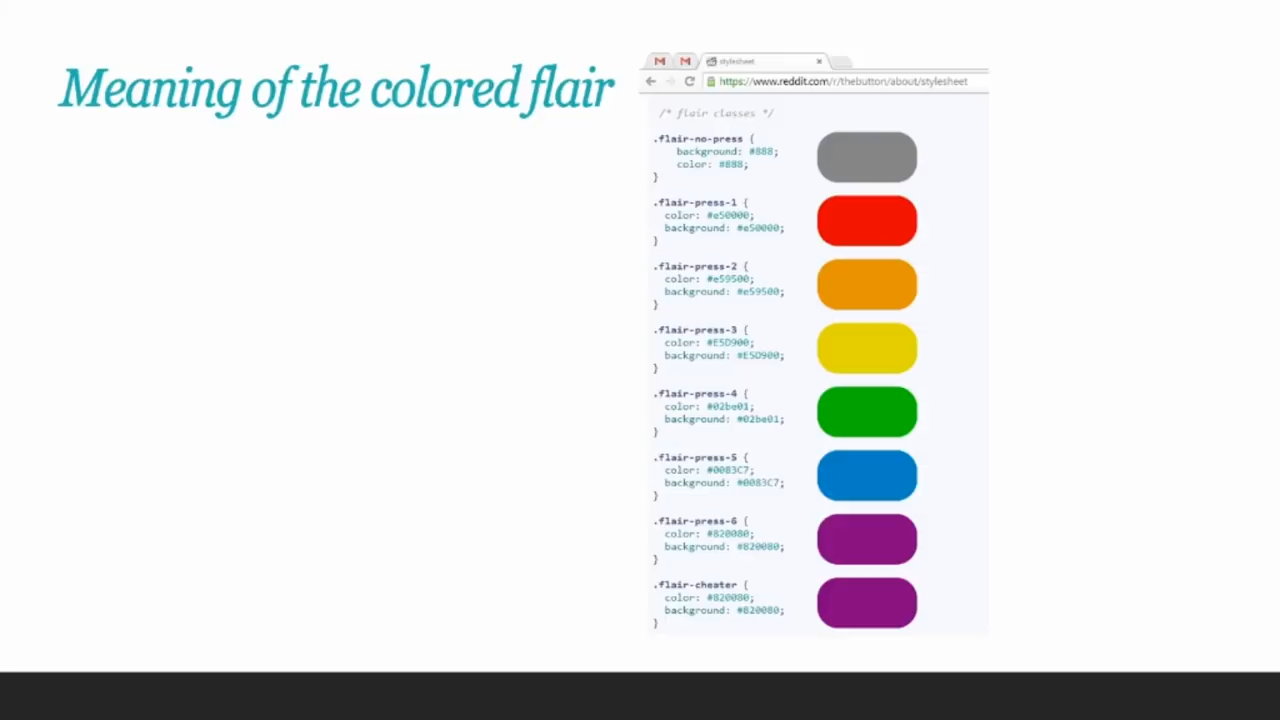 Meaning of the colored flair
stylesheet
https://www.reddit.com/r/thebutton/about/stylesheet
/* flair classes */
.flair-no-press {
background: #888;
color: #888;
}
.flair-press-1 {
color: #e50000;
background: #e50000;
}
.flair-press-2 {
color: #e59500;
background: #e59500;
}
.flair-press-3 {
color: #E5D900;
background: #E5D900;
}
.flair-press-4 {
color: #02be01;
background: #02be01;
}
.flair-press-5 {
color: #0083C7;
background: #0083C7;
}
.flair-press-6 {
color: #820080;
background: #820080;
}
.flair-cheater {
color: #820080;
background: #820080;
}